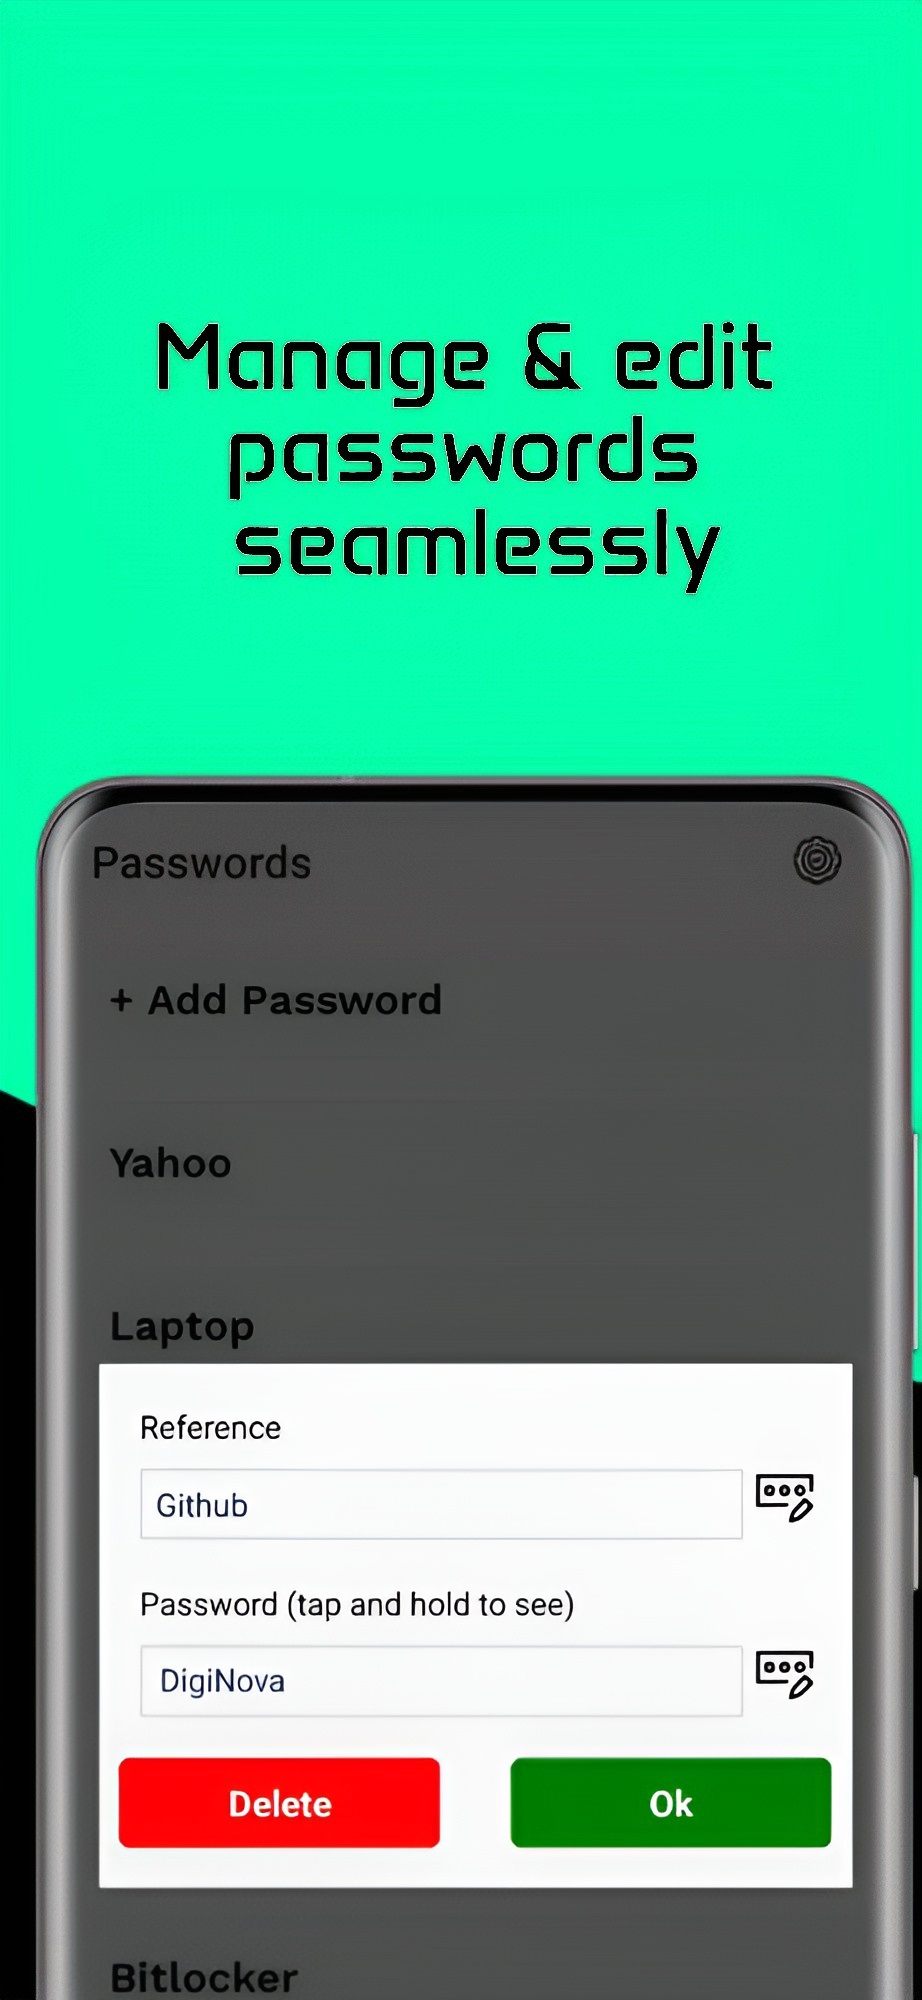 Manage & edit
passwords
seamlessly
Passwords
+ Add Password
Yahoo
Laptop
Reference
Github
Password (tap and hold to see)
DigiNova
Delete
Ok
Bitlocker